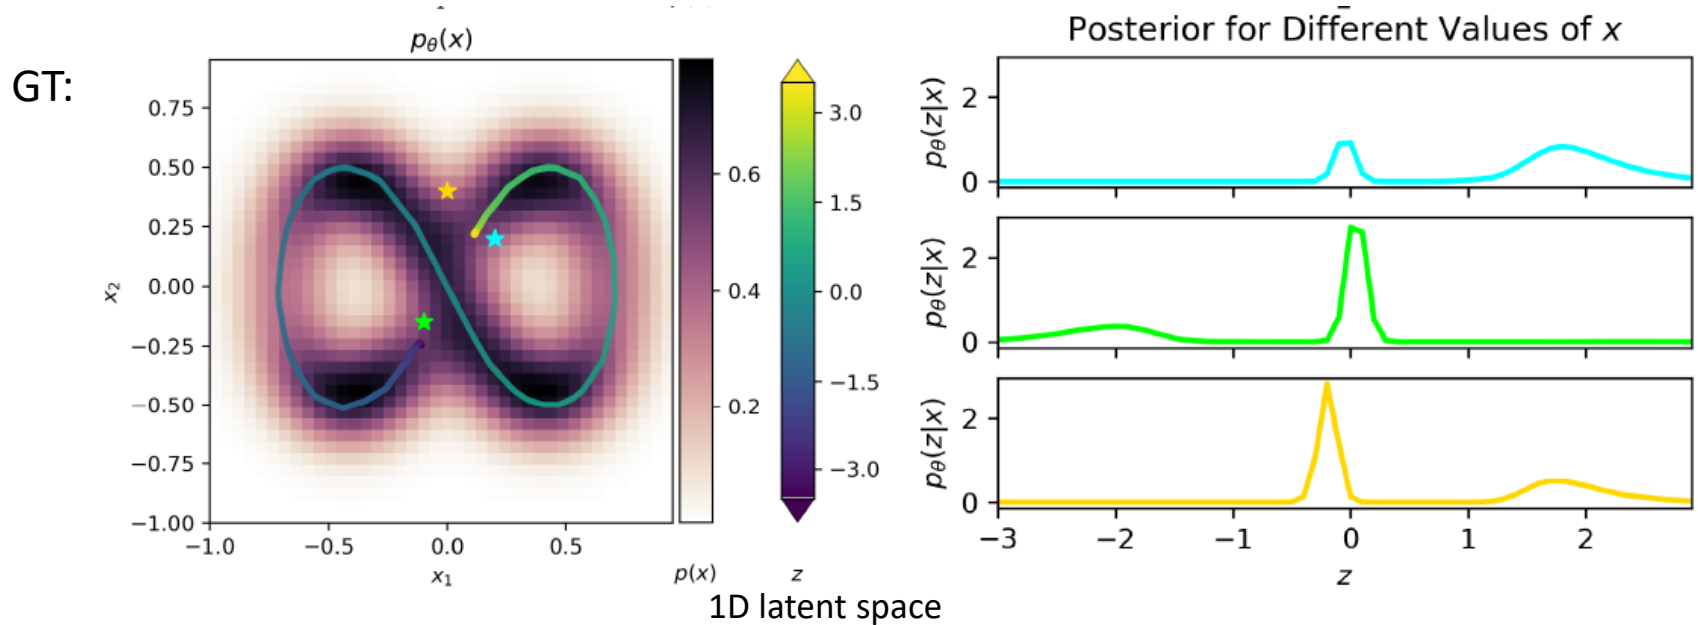 GT:
pθ(x)
0.75
0.50
0.25
0.00
−0.25
−0.50
−0.75
−1.00
x₂
−1.0 −0.5 0.0 0.5
x₁
0.6
0.4
0.2
p(x)
3.0
1.5
0.0
−1.5
−3.0
z
1D latent space
Posterior for Different Values of x
pθ(z|x)
2
0
pθ(z|x)
2
0
pθ(z|x)
2
0
−3 −2 −1 0 1 2
z